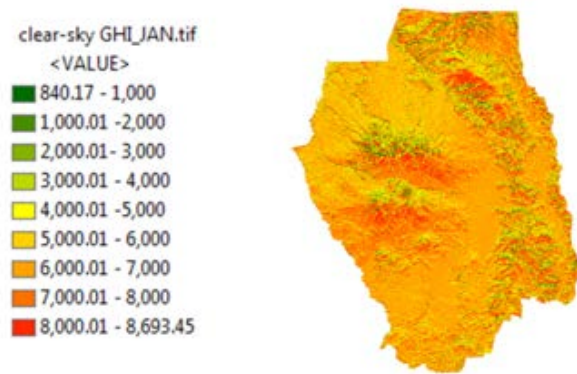 clear-sky GHI_JAN.tif
<VALUE>
840.17 - 1,000
1,000.01 -2,000
2,000.01- 3,000
3,000.01 - 4,000
4,000.01 -5,000
5,000.01 - 6,000
6,000.01 - 7,000
7,000.01 - 8,000
8,000.01 - 8,693.45